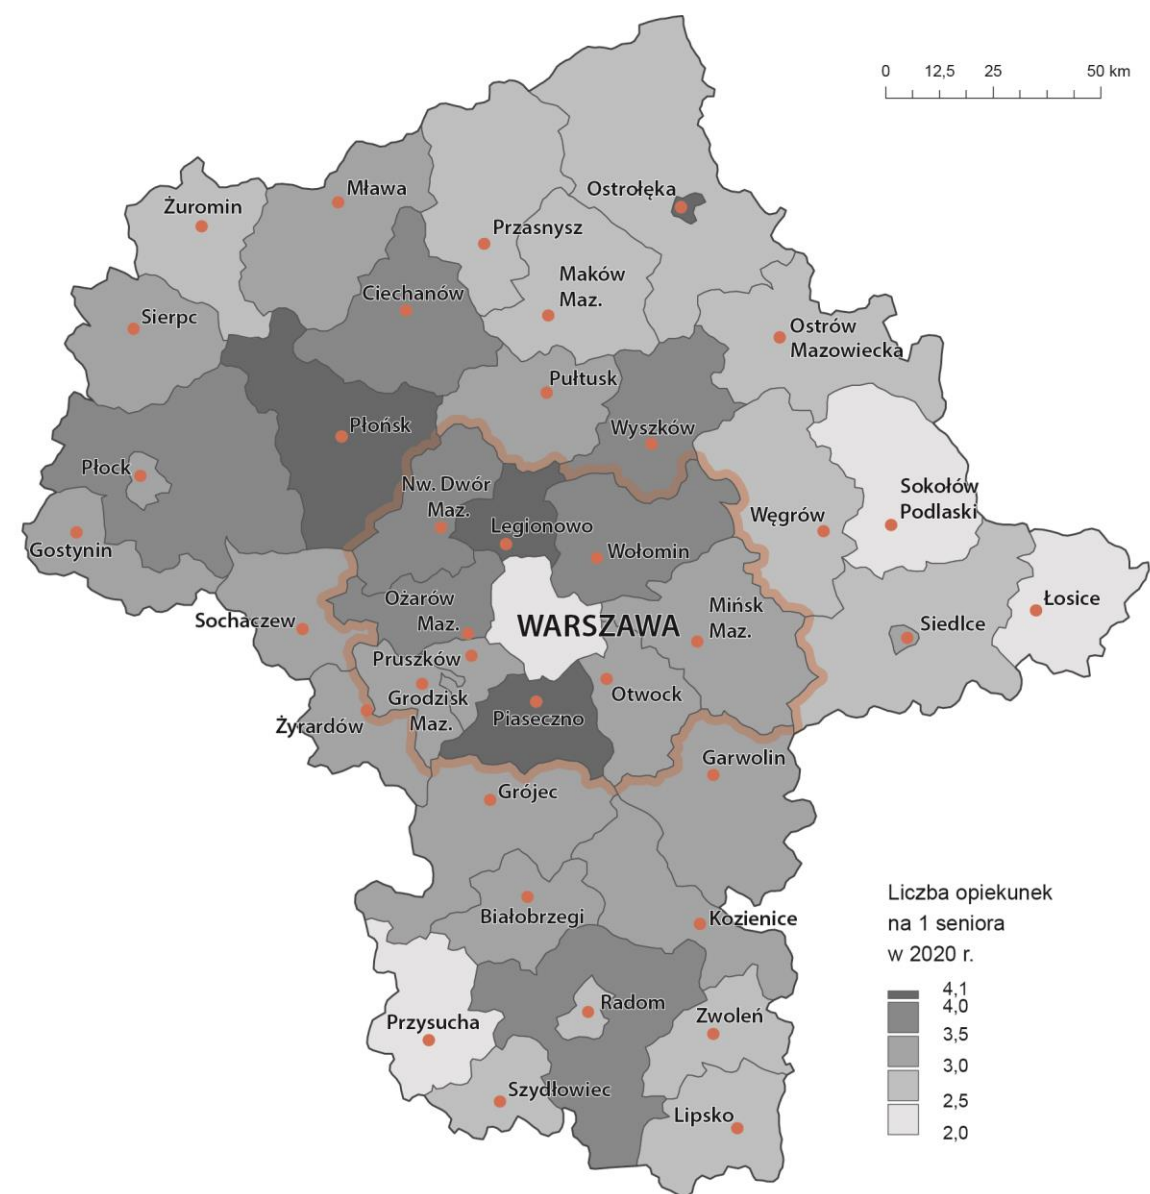 0 12,5 25 50 km
Mława
Ostrołęka
Żuromin
Przasnysz
Maków
Maz.
Ciechanów
Sierpc
Ostrów
Mazowiecka
Pułtusk
Płońsk
Wyszków
Płock
Nw. Dwór
Maz.
Sokołów
Podlaski
Węgrów
Legionowo
Gostynin
Wołomin
Ożarów
Maz.
Mińsk
Maz.
Łosice
Sochaczew
WARSZAWA
Siedlce
Pruszków
Grodzisk
Maz.
Otwock
Żyrardów
Piaseczno
Garwolin
Grójec
Białobrzegi
Kozienice
Liczba opiekunek
na 1 seniora
w 2020 r.
4,1
4,0
3,5
3,0
2,5
2,0
Radom
Zwoleń
Przysucha
Szydłowiec
Lipsko